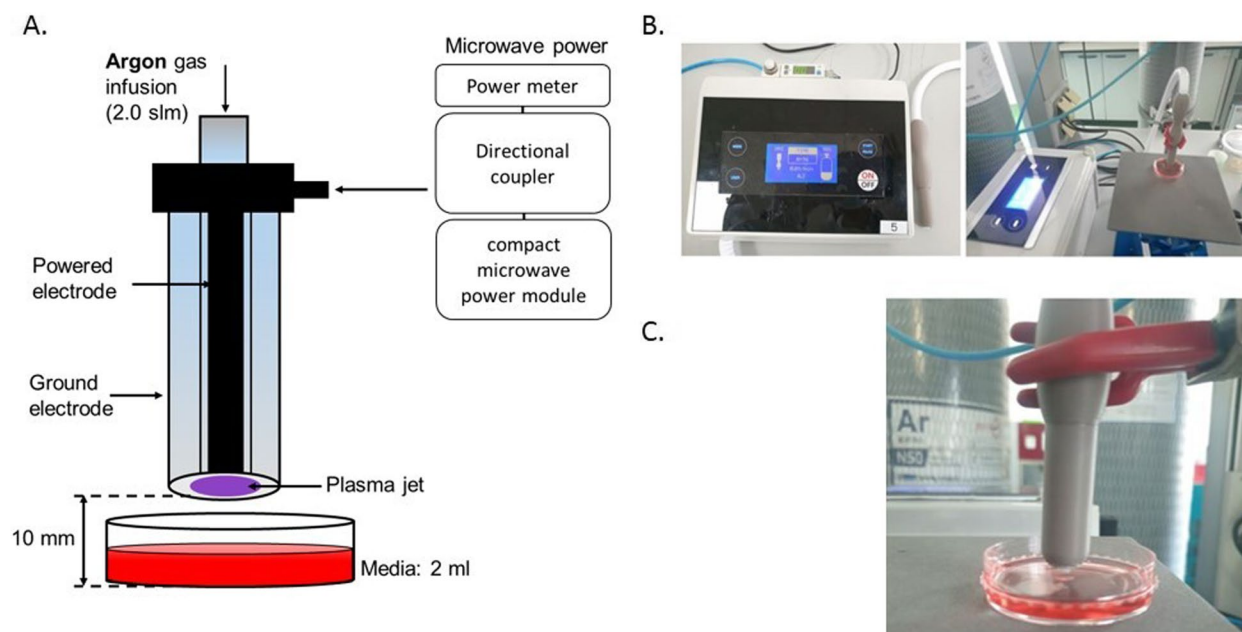 A.
Argon gas
infusion
(2.0 slm)
Microwave power
Power meter
Directional
coupler
compact
microwave
power module
Powered
electrode
Ground
electrode
Plasma jet
10 mm
Media: 2 ml
B.
ON
OFF
5
C.
Ar
N50